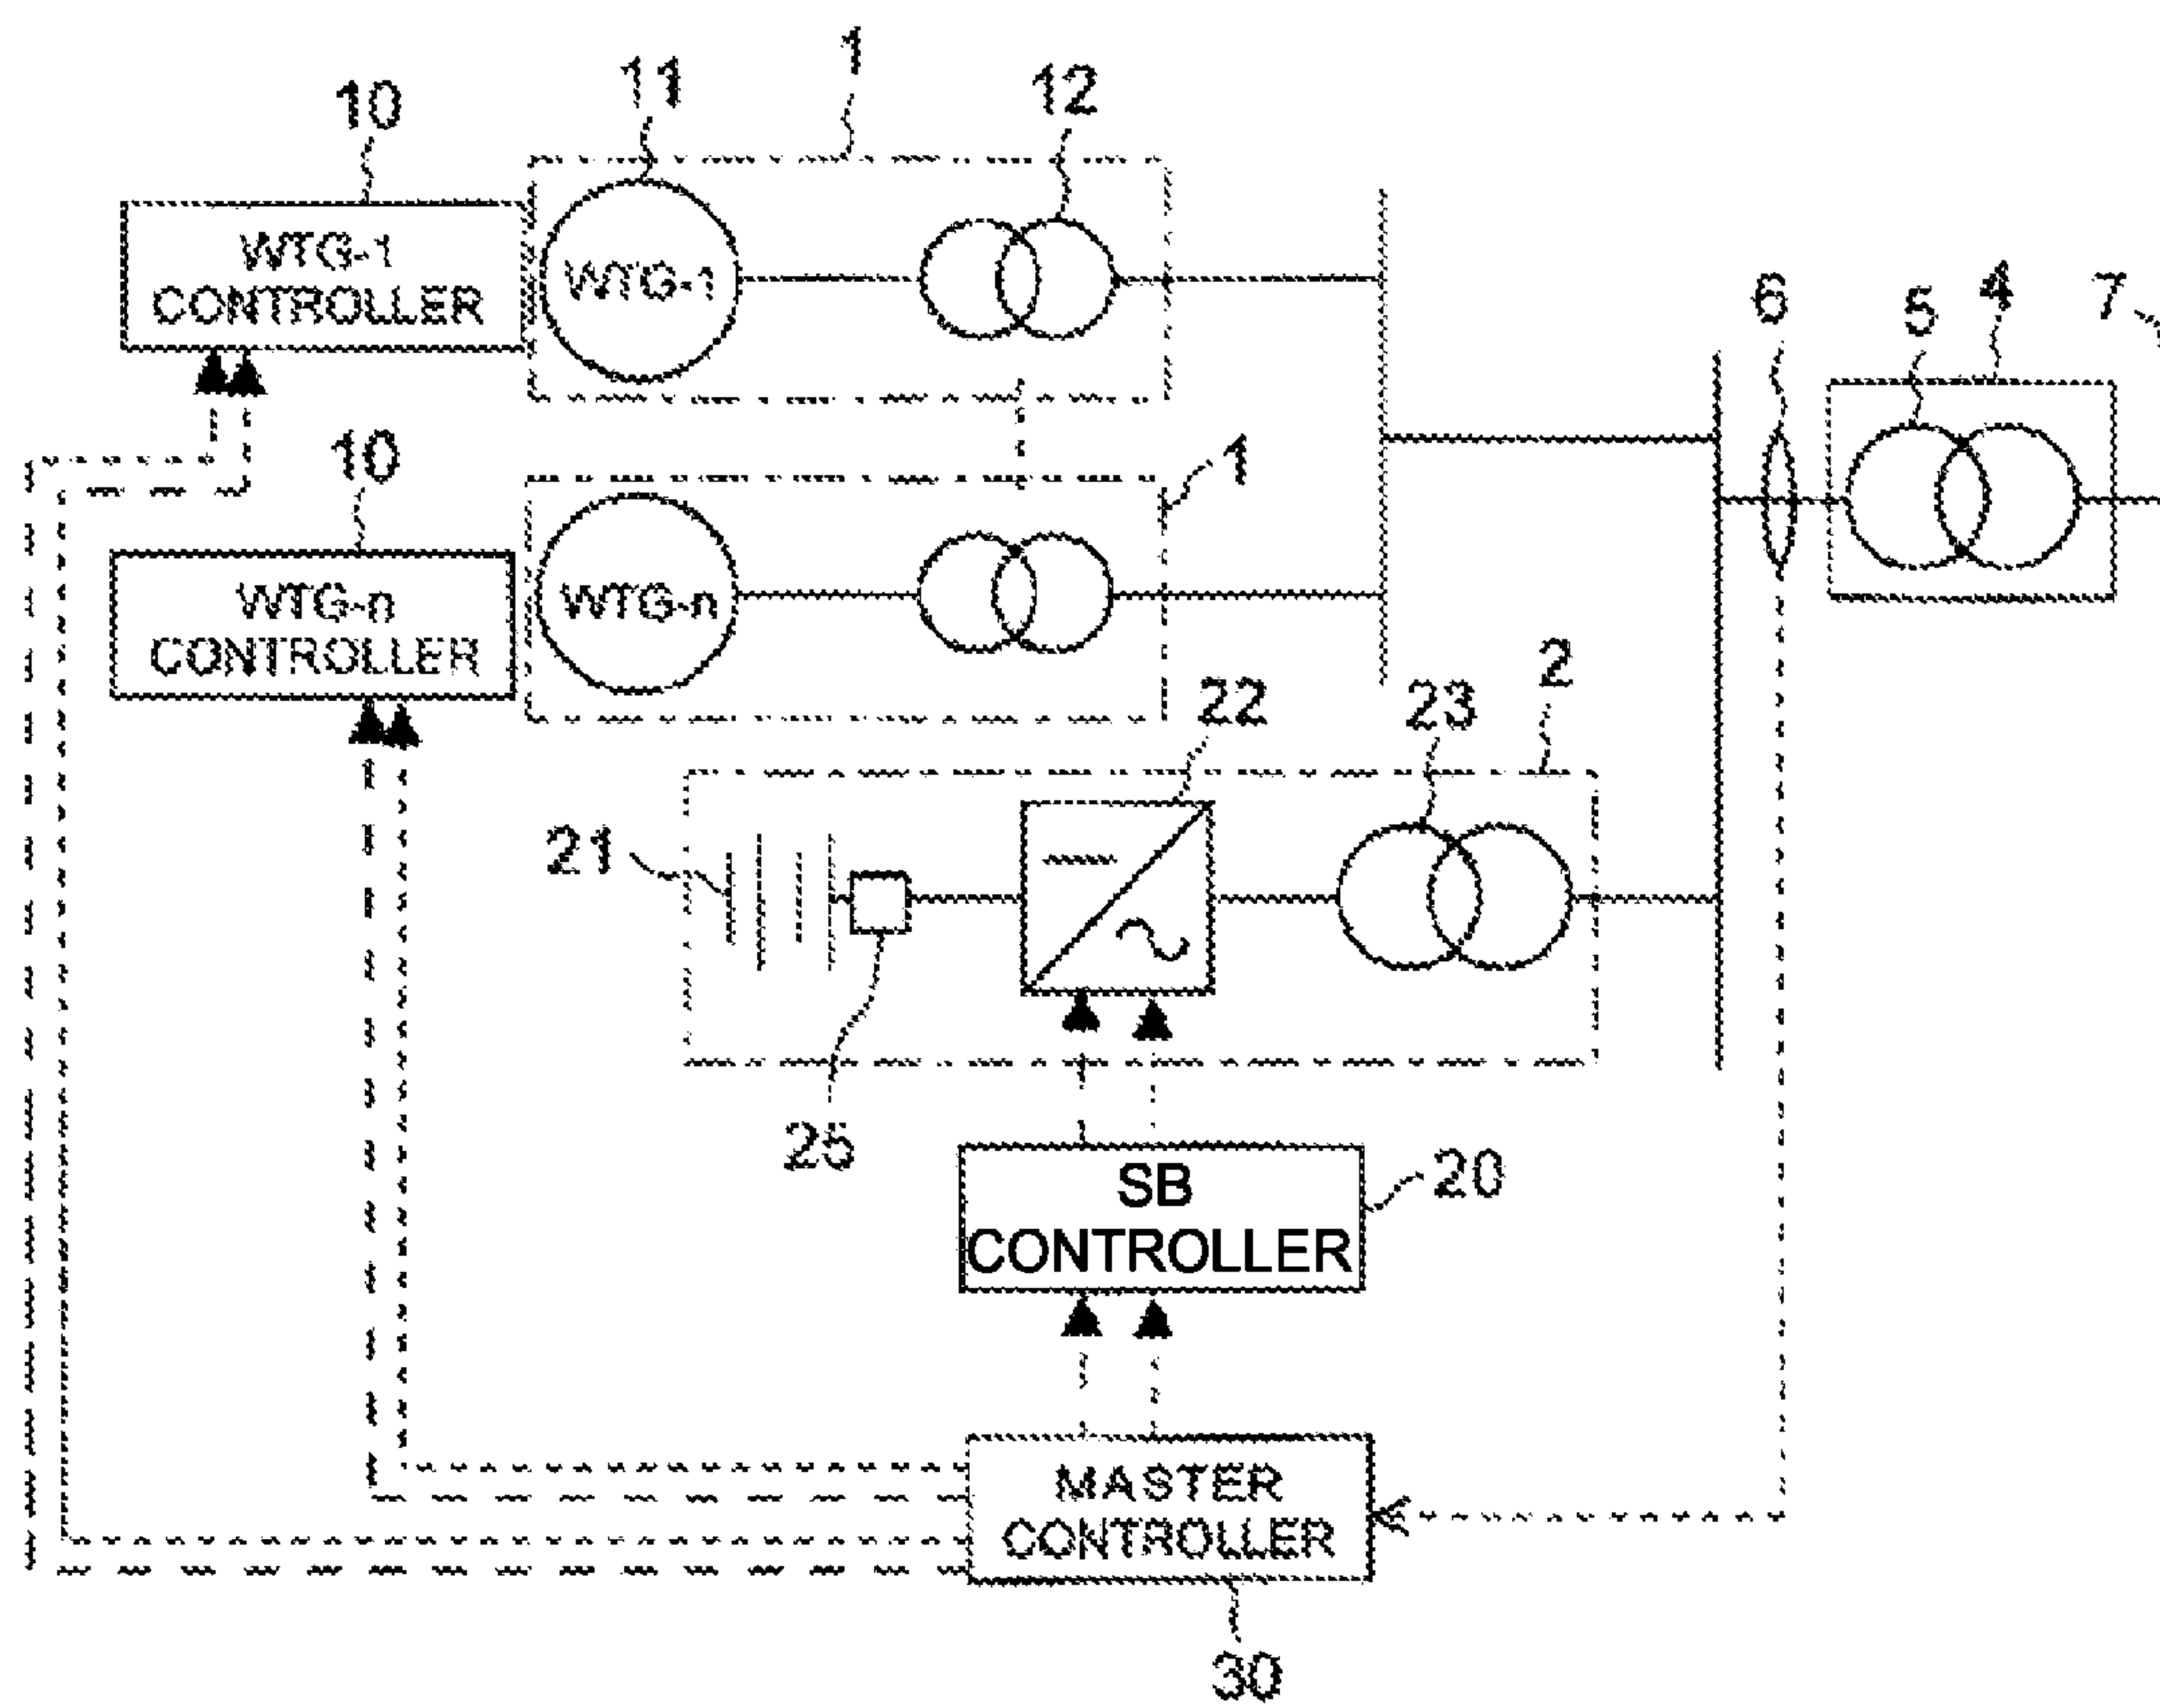 1
11
12
10
WTG-1
CONTROLLER
WTG-1
6
5
4
7
10
1
WTG-n
CONTROLLER
WTG-n
2
22
23
21
25
SB
CONTROLLER
20
MASTER
CONTROLLER
30